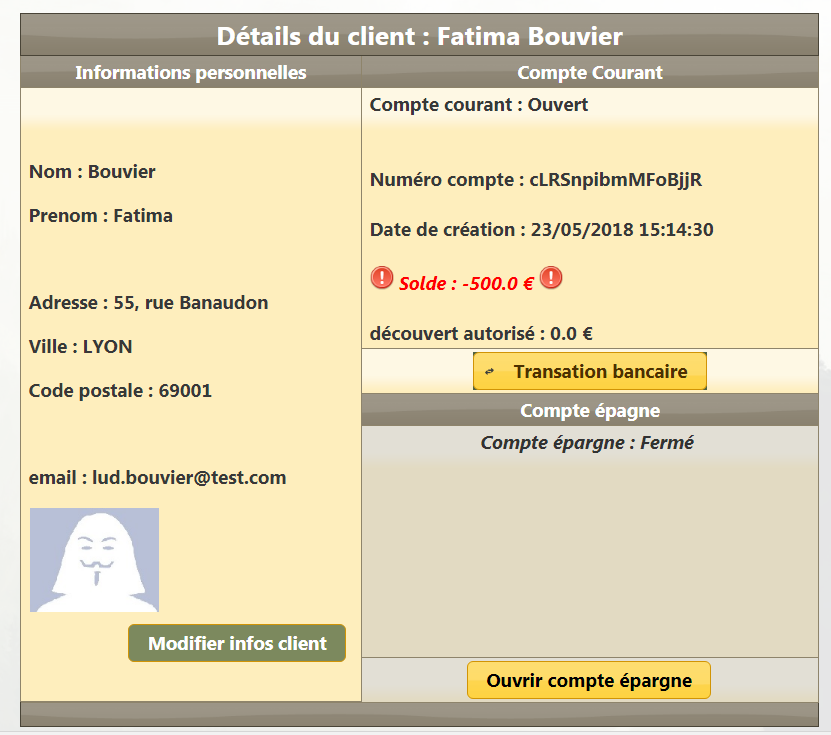 Détails du client : Fatima Bouvier
Informations personnelles
Nom : Bouvier
Prenom : Fatima
Adresse : 55, rue Banaudon
Ville : LYON
Code postale : 69001
email : lud.bouvier@test.com
Modifier infos client
Compte Courant
Compte courant : Ouvert
Numéro compte : cLRSnpibmMFoBjjR
Date de création : 23/05/2018 15:14:30
! Solde : -500.0 € !
découvert autorisé : 0.0 €
Transation bancaire
Compte épagne
Compte épargne : Fermé
Ouvrir compte épargne